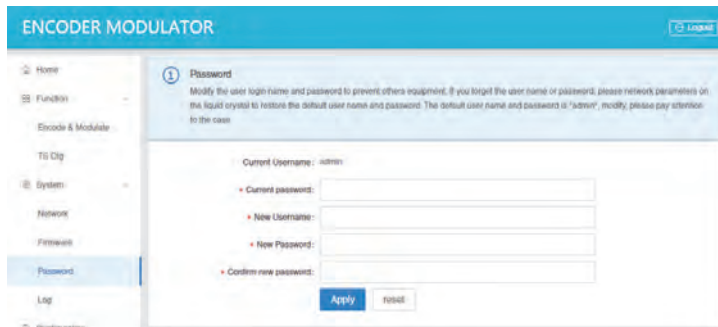 ENCODER MODULATOR
Logout
Home
Function
Encode & Modulate
TS Cfg
System
Network
Firmware
Password
Log
Password
Modify the user login name and password to prevent others equipment. If you forget the user name or password, please network parameters on
the liquid crystal to restore the default user name and password. The default user name and password is "admin", modify, please pay attention
to the case
Current Username: admin
* Current password:
* New Username:
* New Password:
* Confirm new password:
Apply reset